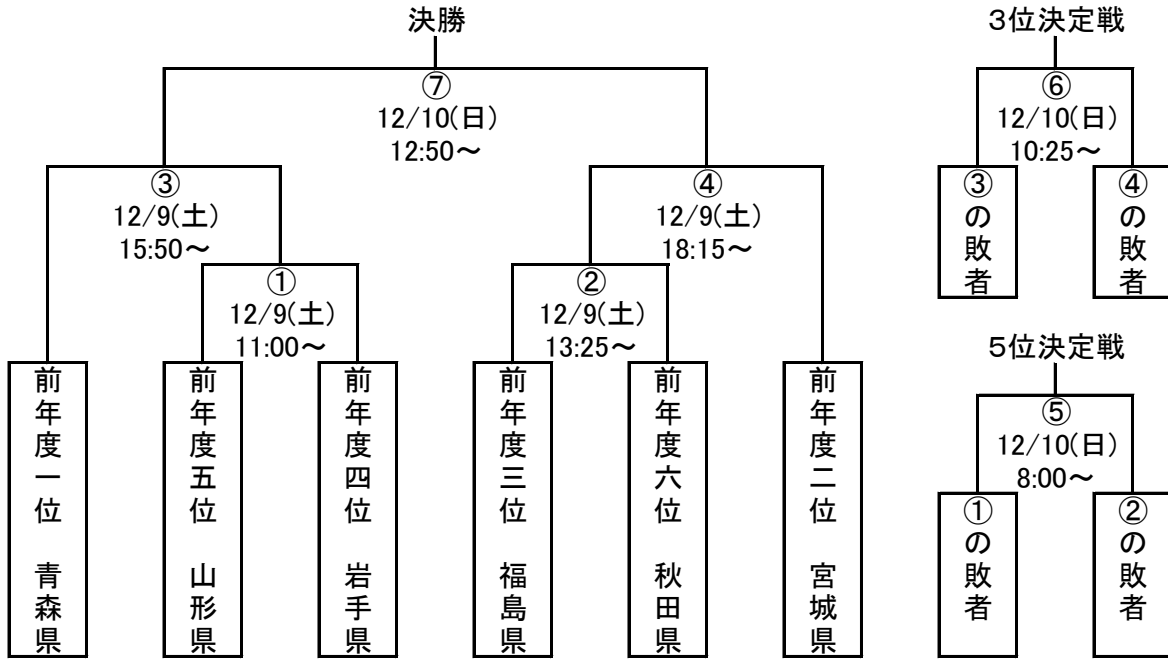 決勝
⑦
12/10(日)
12:50～
③
12/9(土)
15:50～
④
12/9(土)
18:15～
①
12/9(土)
11:00～
②
12/9(土)
13:25～
前年度一位　青森県
前年度五位　山形県
前年度四位　岩手県
前年度三位　福島県
前年度六位　秋田県
前年度二位　宮城県
３位決定戦
⑥
12/10(日)
10:25～
③の敗者
④の敗者
５位決定戦
⑤
12/10(日)
8:00～
①の敗者
②の敗者